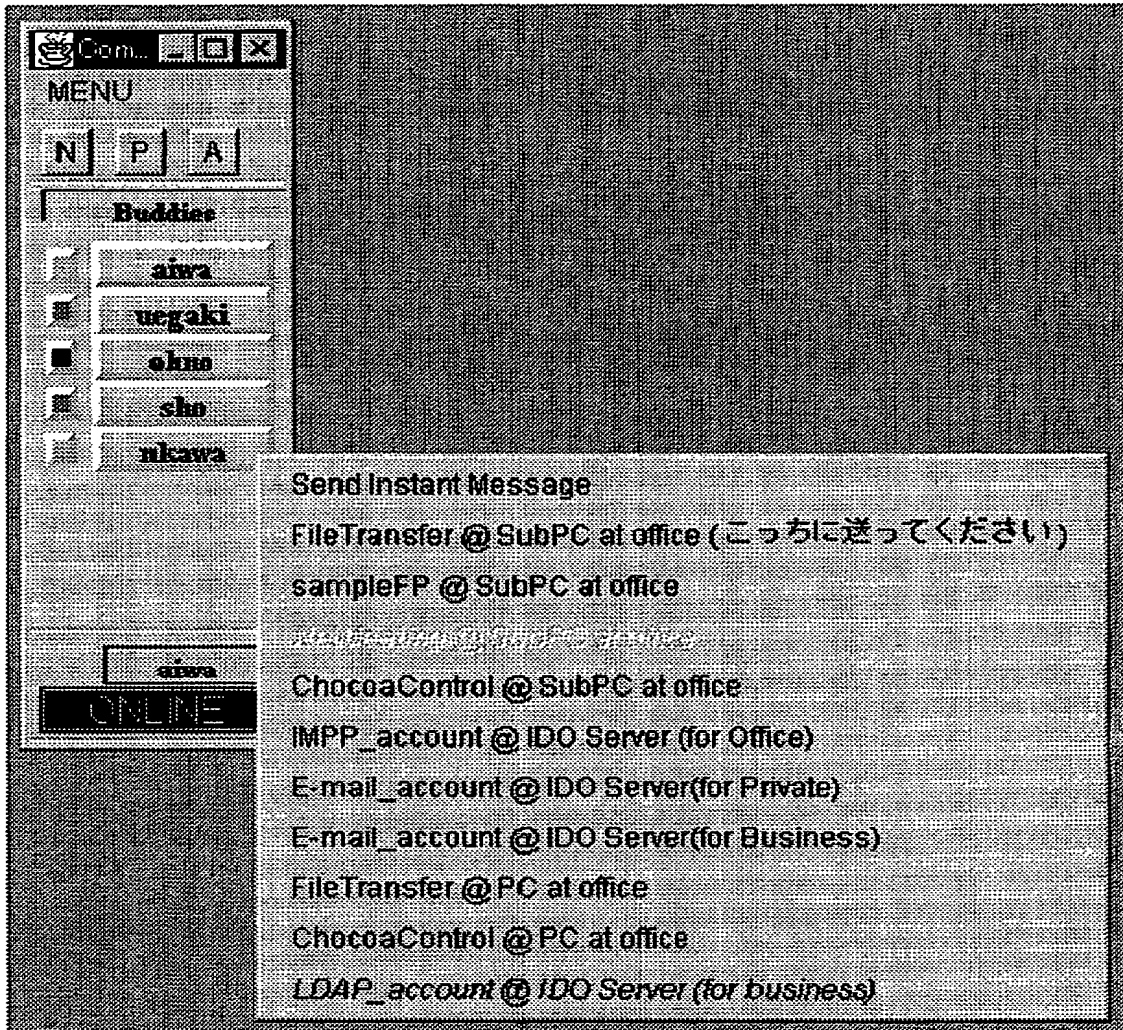 Com...
MENU
N P A
Buddies
aiwa
uegaki
ohno
sho
nkawa
Send Instant Message
FileTransfer @ SubPC at office (こっちに送ってください)
sampleFP @ SubPC at office
ChocoaControl @ SubPC at office
IMPP_account @ IDO Server (for Office)
E-mail_account @ IDO Server(for Private)
E-mail_account @ IDO Server(for Business)
FileTransfer @ PC at office
ChocoaControl @ PC at office
LDAP_account @ IDO Server (for business)
aiwa
ONLINE